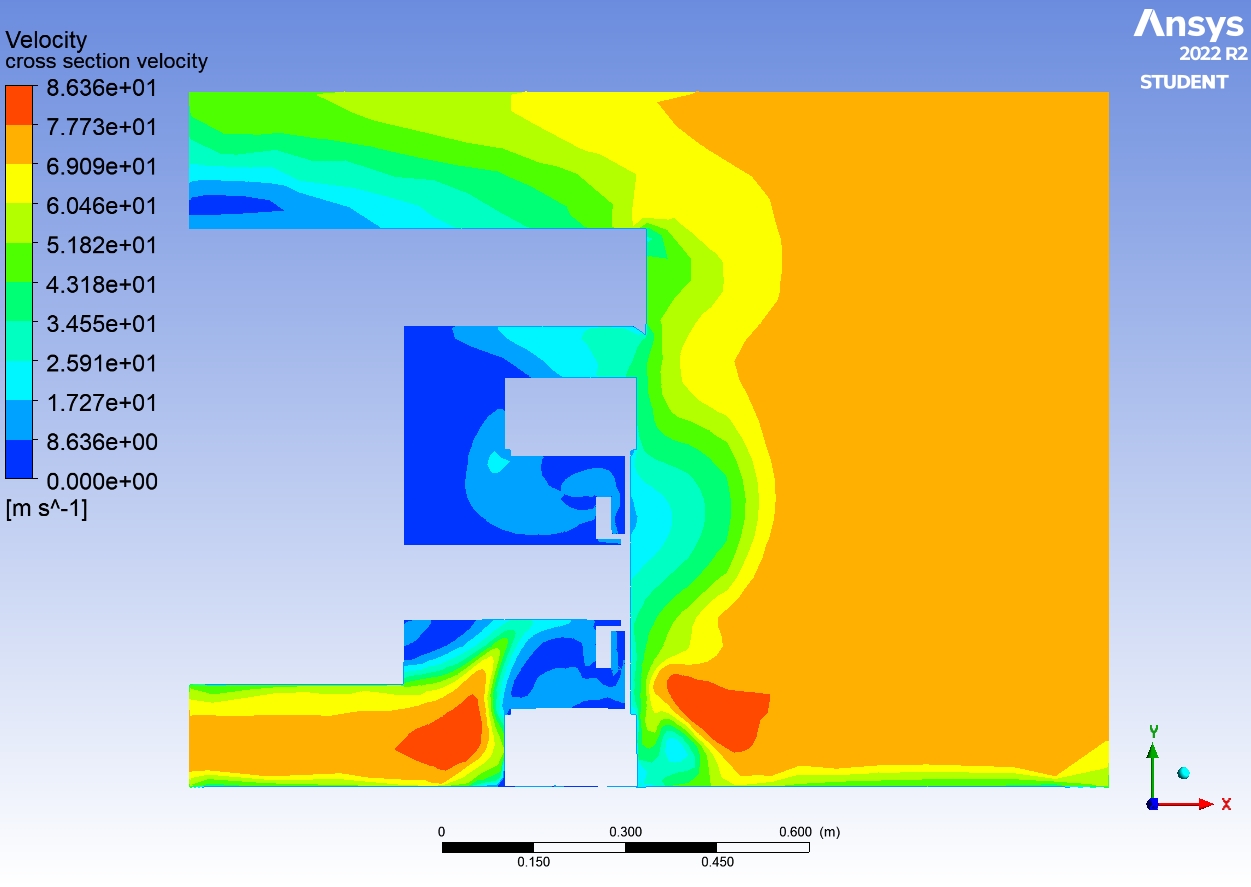 Velocity
cross section velocity
8.636e+01
7.773e+01
6.909e+01
6.046e+01
5.182e+01
4.318e+01
3.455e+01
2.591e+01
1.727e+01
8.636e+00
0.000e+00
[m s^-1]
Ansys
2022 R2
STUDENT
0 0.300 0.600 (m)
0.150 0.450
Y
X